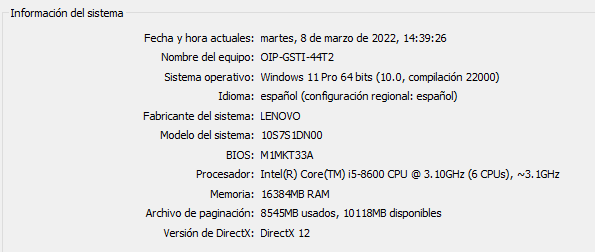 Información del sistema
Fecha y hora actuales: martes, 8 de marzo de 2022, 14:39:26
Nombre del equipo: OIP-GSTI-44T2
Sistema operativo: Windows 11 Pro 64 bits (10.0, compilación 22000)
Idioma: español (configuración regional: español)
Fabricante del sistema: LENOVO
Modelo del sistema: 10S7S1DN00
BIOS: M1MKT33A
Procesador: Intel(R) Core(TM) i5-8600 CPU @ 3.10GHz (6 CPUs), ~3.1GHz
Memoria: 16384MB RAM
Archivo de paginación: 8545MB usados, 10118MB disponibles
Versión de DirectX: DirectX 12